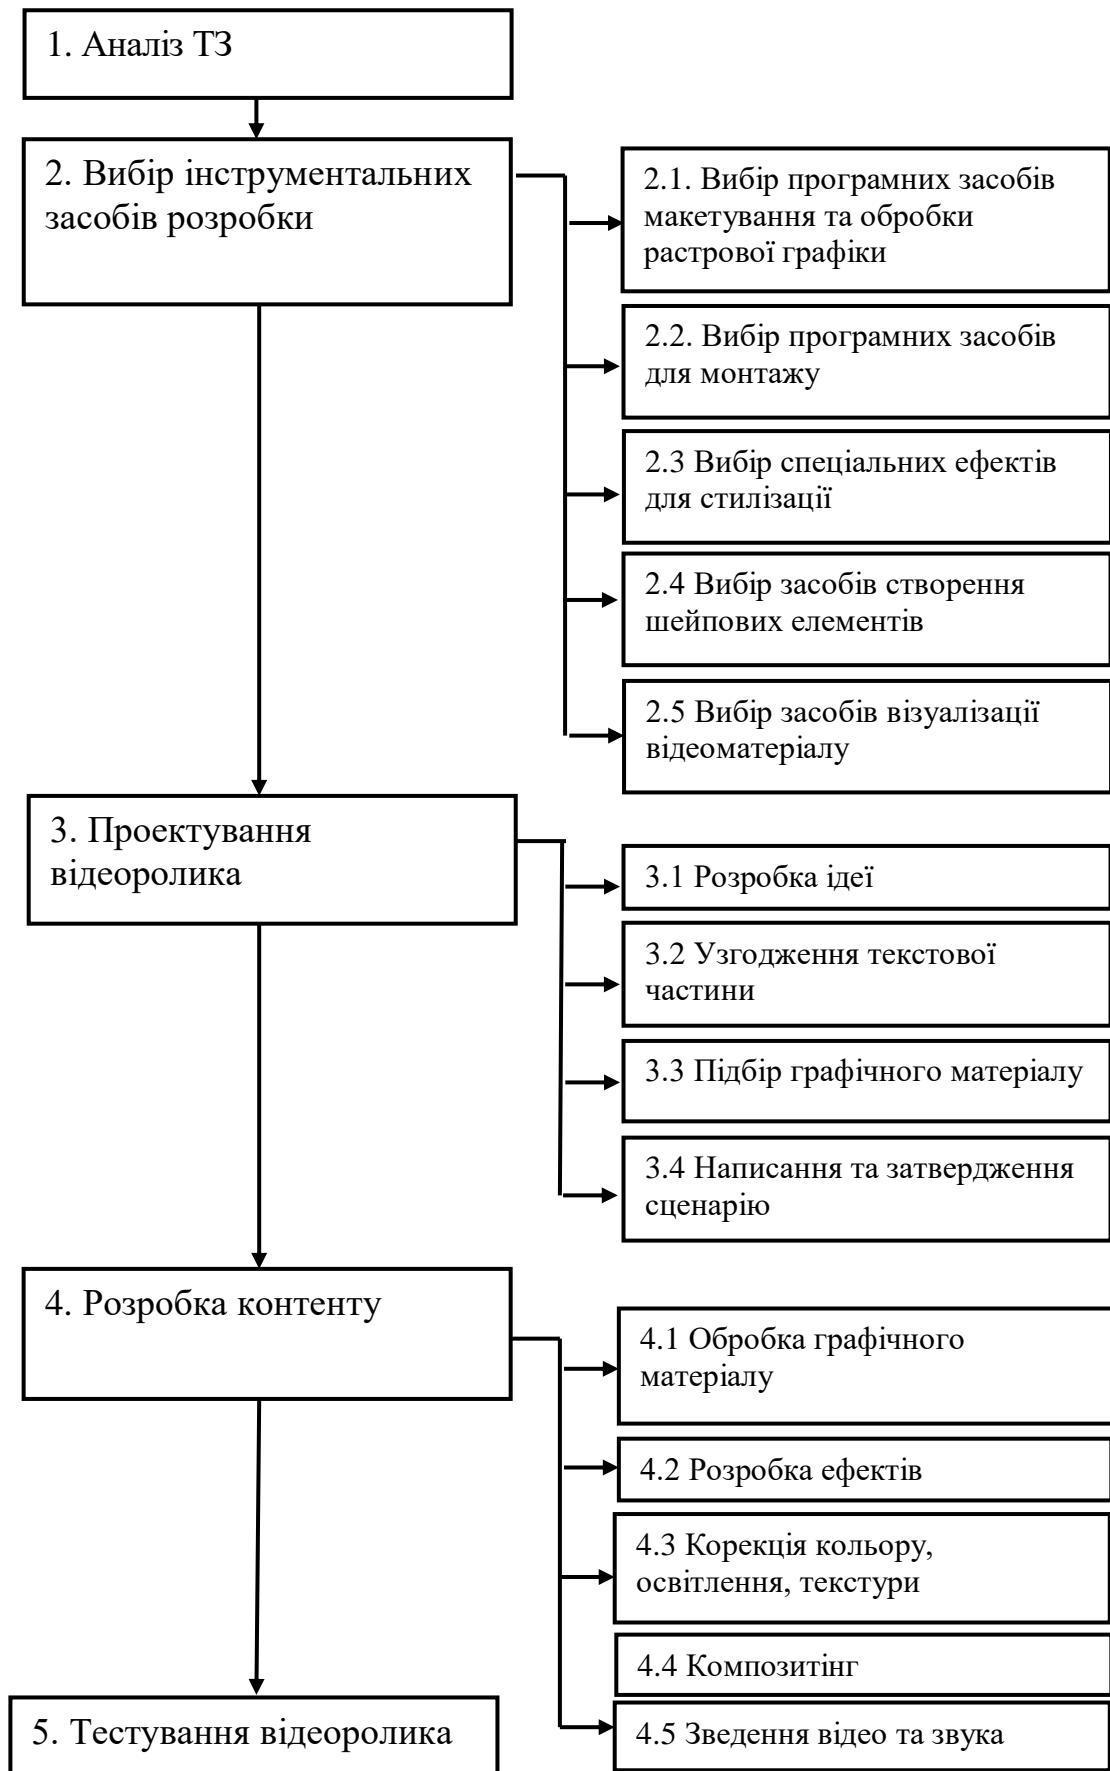 1. Аналіз ТЗ
2. Вибір інструментальних
засобів розробки
2.1. Вибір програмних засобів
макетування та обробки
растрової графіки
2.2. Вибір програмних засобів
для монтажу
2.3 Вибір спеціальних ефектів
для стилізації
2.4 Вибір засобів створення
шейпових елементів
2.5 Вибір засобів візуалізації
відеоматеріалу
3. Проектування
відеоролика
3.1 Розробка ідеї
3.2 Узгодження текстової
частини
3.3 Підбір графічного матеріалу
3.4 Написання та затвердження
сценарію
4. Розробка контенту
4.1 Обробка графічного
матеріалу
4.2 Розробка ефектів
4.3 Корекція кольору,
освітлення, текстури
4.4 Композитінг
4.5 Зведення відео та звука
5. Тестування відеоролика